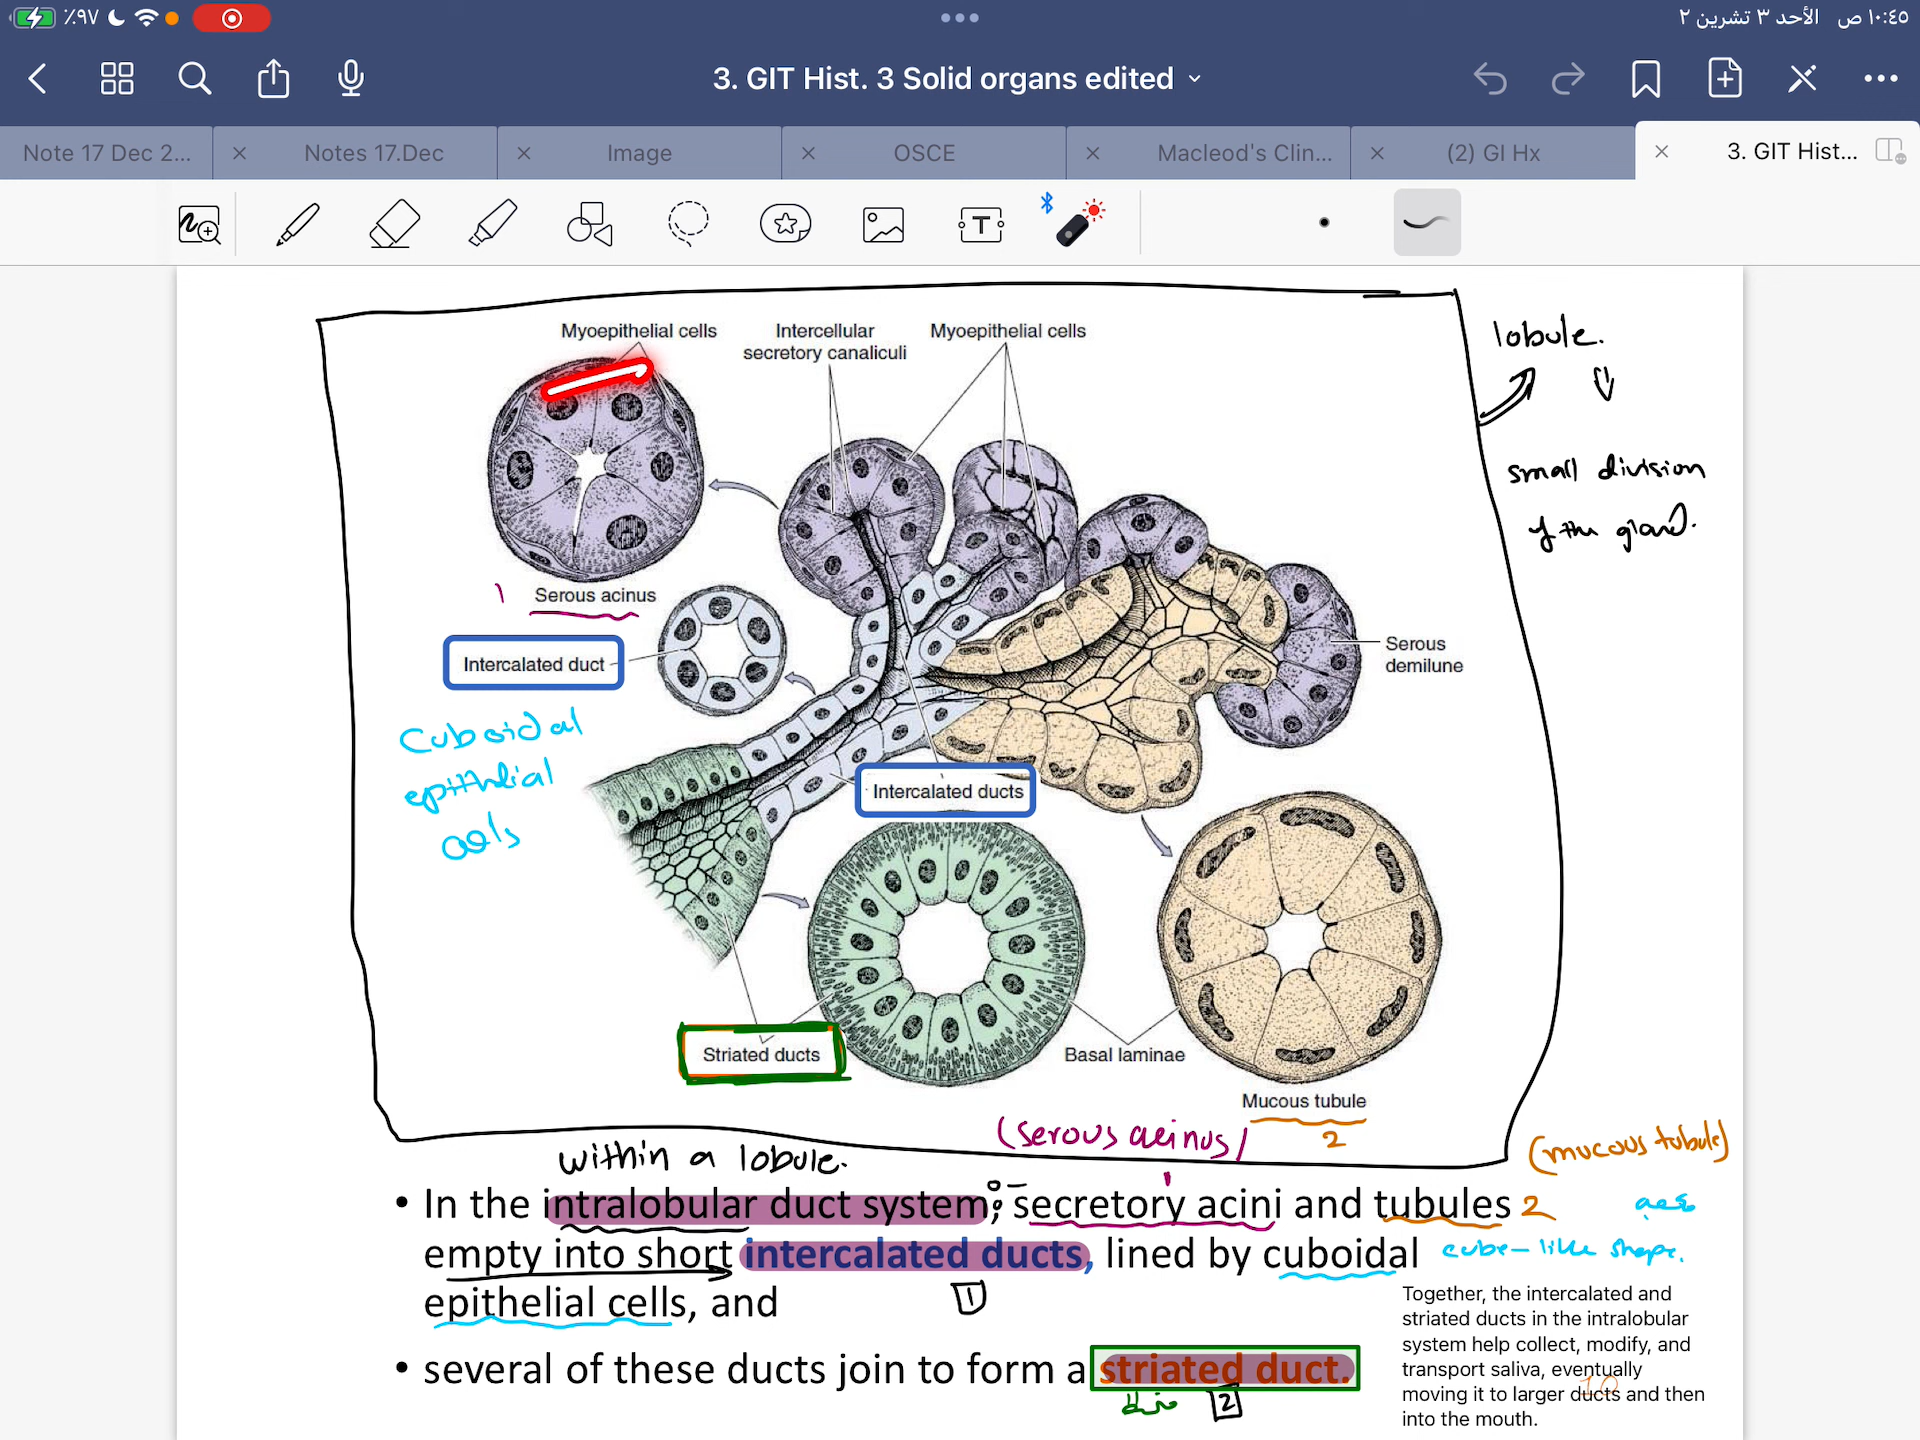 ٪٩٧
١٠:٤٥ ص الأحد ٣ تشرين ٢
3. GIT Hist. 3 Solid organs edited
Note 17 Dec 2...
Notes 17.Dec
Image
OSCE
Macleod's Clin...
(2) GI Hx
3. GIT Hist...
T
Myoepithelial cells
Intercellular
secretory canaliculi
Myoepithelial cells
lobule.
small division
of the gland.
1 Serous acinus
Intercalated duct
Cuboidal
epithelial
cells
Serous
demilune
Intercalated ducts
Striated ducts
Basal laminae
Mucous tubule
2
(serous acinus)
(mucous tubule)
within a lobule.
• In the intralobular duct system; secretory acini and tubules 2
empty into short intercalated ducts, lined by cuboidal
cube-like shape.
epithelial cells, and
1
• several of these ducts join to form a striated duct.
2
Together, the intercalated and
striated ducts in the intralobular
system help collect, modify, and
transport saliva, eventually
moving it to larger ducts and then
into the mouth.
10